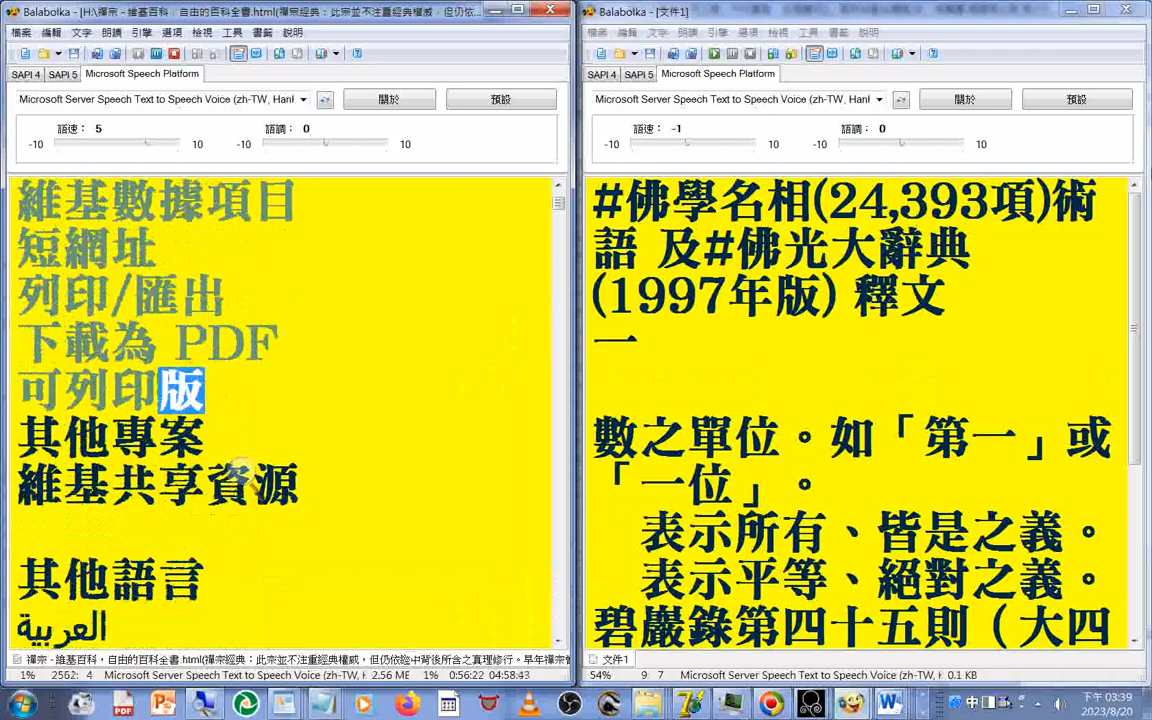 Balabolka - [H:\禪宗 - 維基百科，自由的百科全書.html(禪宗經典：此宗並不注重經典權威，但仍依...
檔案 編輯 文字 朗讀 引擎 選項 檢視 工具 書籤 說明
SAPI 4 SAPI 5 Microsoft Speech Platform
Microsoft Server Speech Text to Speech Voice (zh-TW, Hanl
關於
預設
語速： 5
語調： 0
-10 10 -10 10
維基數據項目
短網址
列印/匯出
下載為 PDF
可列印版
其他專案
維基共享資源
其他語言
العربية
禪宗 - 維基百科，自由的百科全書.html(禪宗經典：此宗並不注重經典權威，但仍依經中背後所含之真理修行。早年禪宗
1% 2562: 4 Microsoft Server Speech Text to Speech Voice (zh-TW, H 2.56 ME 1% 0:56:22 04:58:43
Balabolka - [文件1]
檔案 編輯 文字 朗讀 引擎 選項 檢視 工具 書籤 說明
SAPI 4 SAPI 5 Microsoft Speech Platform
Microsoft Server Speech Text to Speech Voice (zh-TW, Hanl
關於
預設
語速： -1
語調： 0
-10 10 -10 10
#佛學名相(24,393項)術
語 及#佛光大辭典
(1997年版) 釋文
一
數之單位。如「第一」或
「一位」。
表示所有、皆是之義。
表示平等、絕對之義。
碧巖錄第四十五則（大四
文件1
54% 9: 7 Microsoft Server Speech Text to Speech Voice (zh-TW, Hanl 0.1 KB
中
下午 03:39
2023/8/20